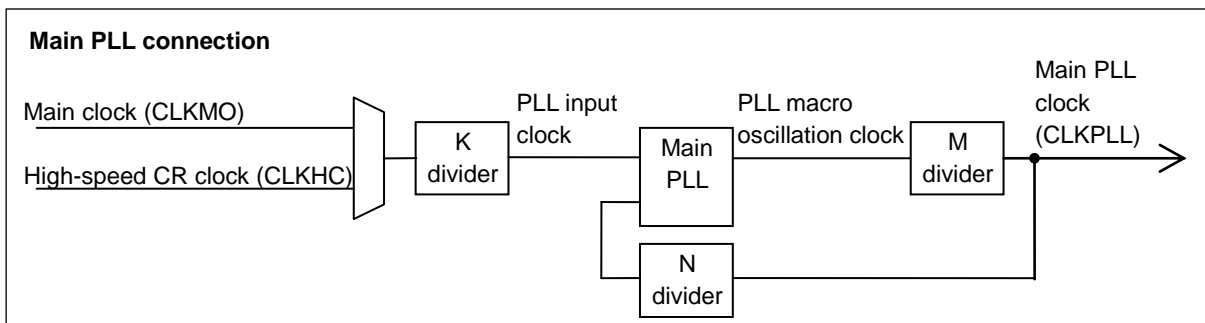 Main PLL connection
Main clock (CLKMO)
High-speed CR clock (CLKHC)
K
divider
PLL input
clock
Main
PLL
PLL macro
oscillation clock
M
divider
Main PLL
clock
(CLKPLL)
N
divider